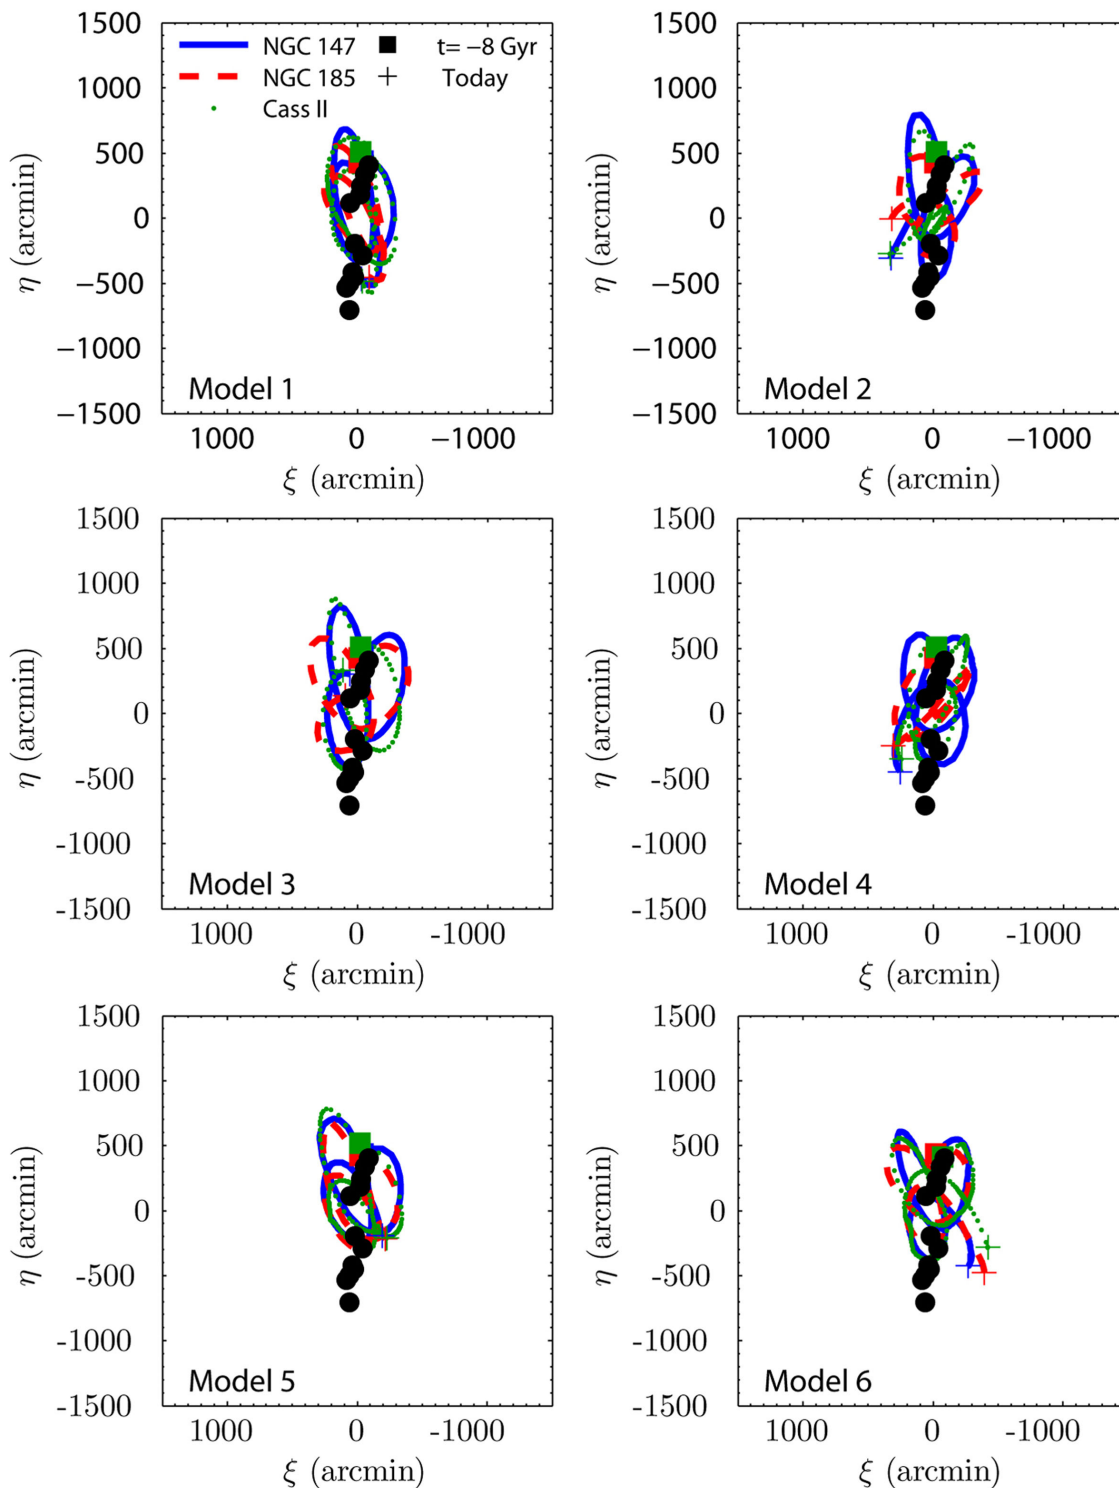 1500
1000
500
0
−500
−1000
−1500
η (arcmin)
NGC 147
NGC 185
Cass II
t= −8 Gyr
Today
Model 1
1000 0 −1000
ξ (arcmin)
1500
1000
500
0
−500
−1000
−1500
η (arcmin)
Model 2
1000 0 −1000
ξ (arcmin)
1500
1000
500
0
-500
-1000
-1500
η (arcmin)
Model 3
1000 0 -1000
ξ (arcmin)
1500
1000
500
0
-500
-1000
-1500
η (arcmin)
Model 4
1000 0 -1000
ξ (arcmin)
1500
1000
500
0
-500
-1000
-1500
η (arcmin)
Model 5
1000 0 -1000
ξ (arcmin)
1500
1000
500
0
-500
-1000
-1500
η (arcmin)
Model 6
1000 0 -1000
ξ (arcmin)